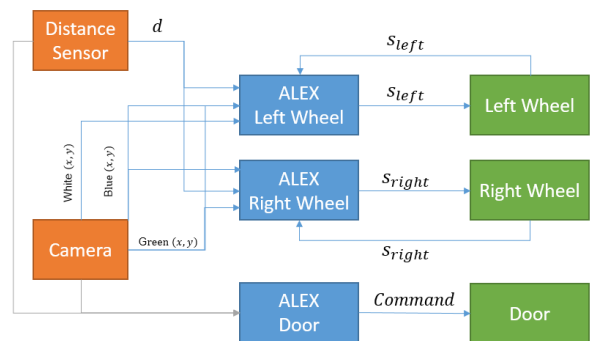 Distance
Sensor
d
s_left
ALEX
Left Wheel
s_left
Left Wheel
White (x, y)
Blue (x, y)
ALEX
Right Wheel
s_right
Right Wheel
Camera
Green (x, y)
s_right
ALEX
Door
Command
Door